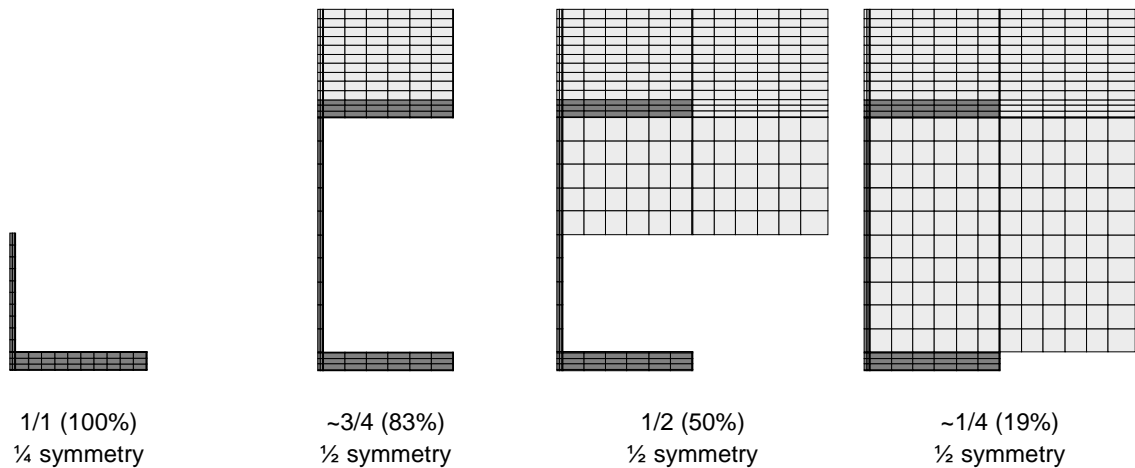 1/1 (100%)
¼ symmetry
~3/4 (83%)
½ symmetry
1/2 (50%)
½ symmetry
~1/4 (19%)
½ symmetry